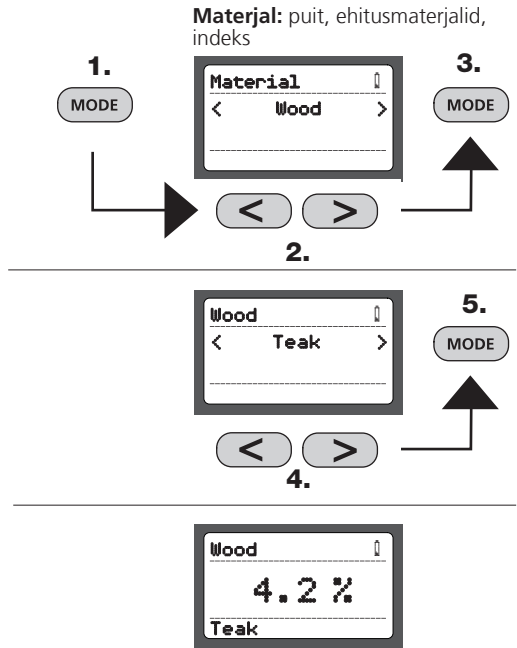 Materjal: puit, ehitusmaterjalid,
indeks
1.
MODE
Material
< Wood >
3.
MODE
< >
2.
Wood
< Teak >
5.
MODE
< >
4.
Wood
4.2 %
Teak